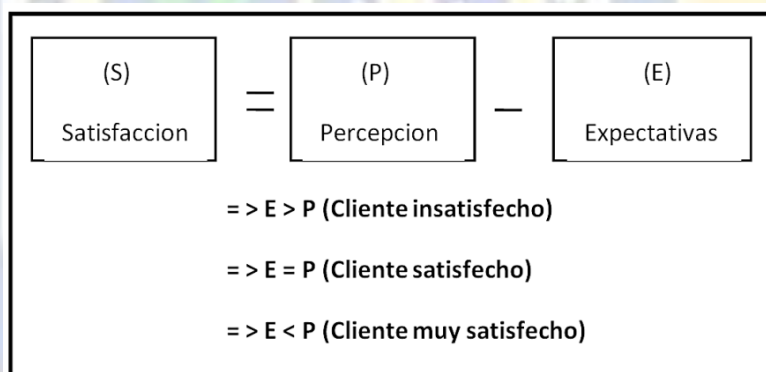 (S) = (P) – (E)
Satisfaccion Percepcion Expectativas
= > E > P (Cliente insatisfecho)
= > E = P (Cliente satisfecho)
= > E < P (Cliente muy satisfecho)